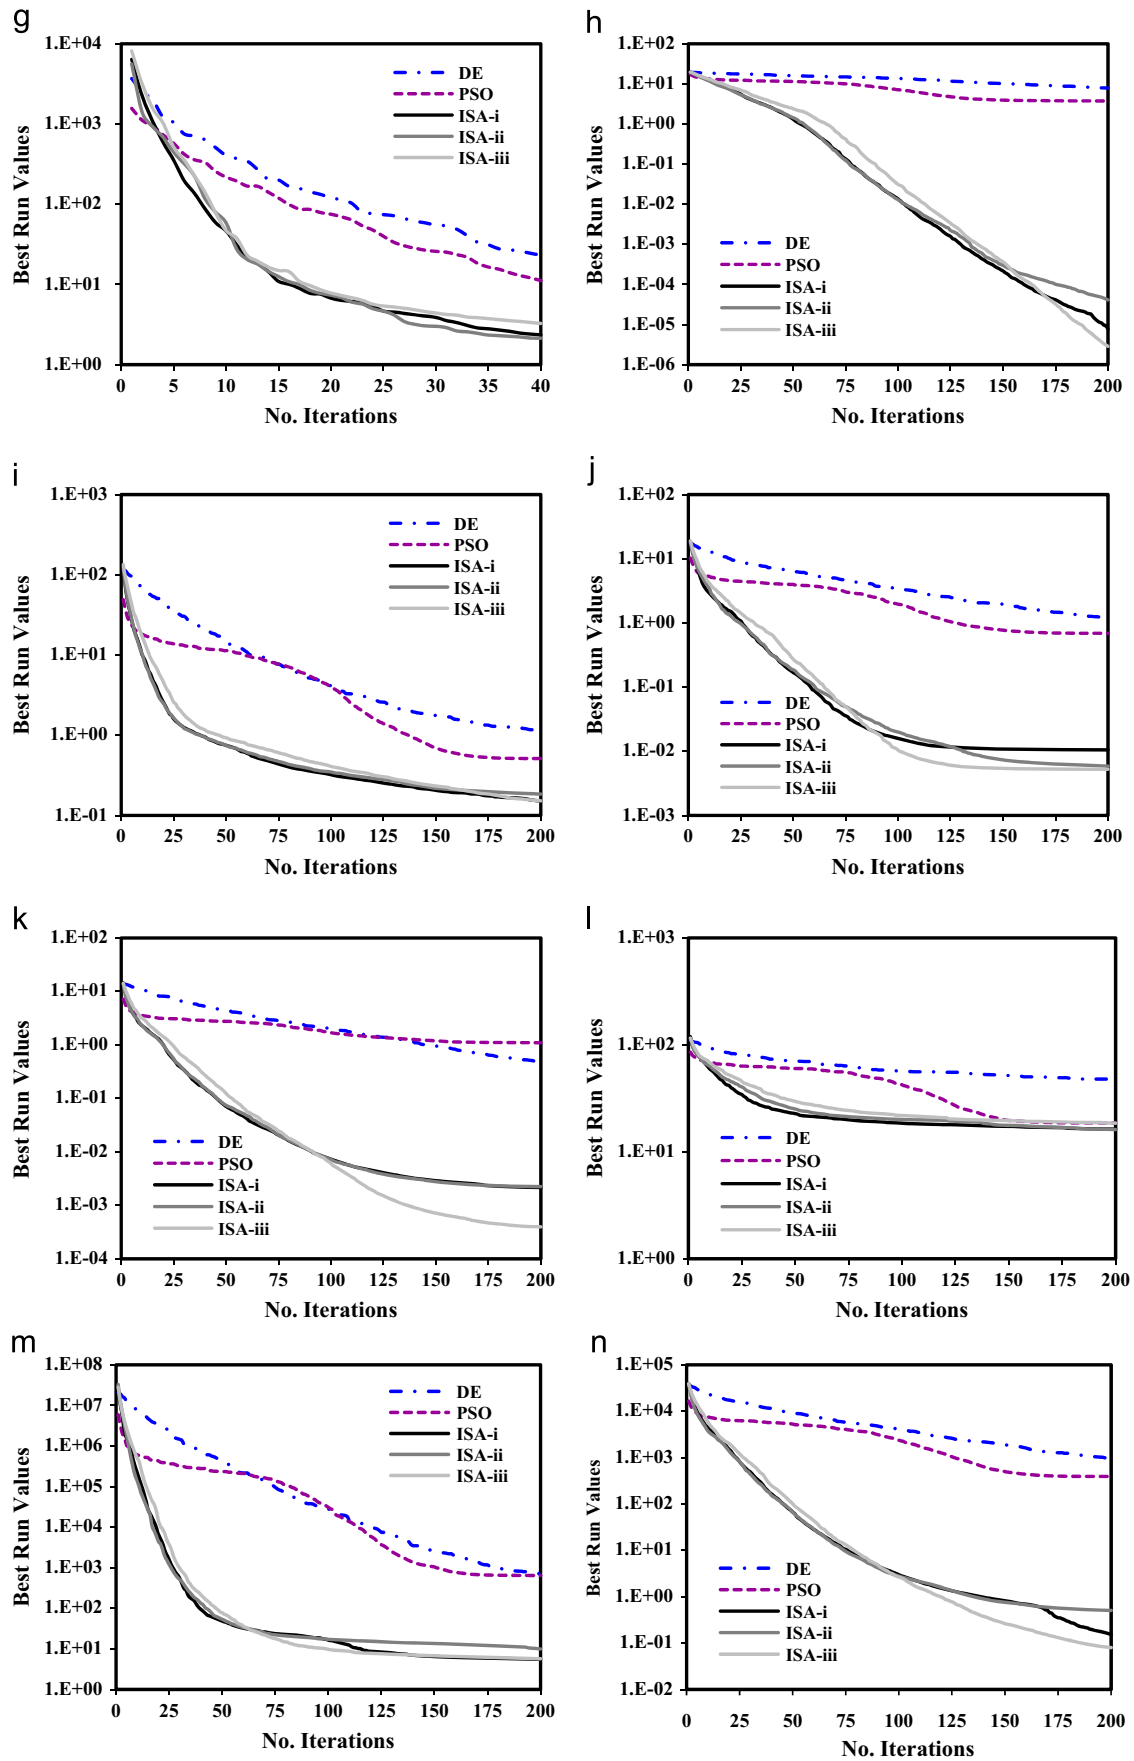 g
1.E+04
1.E+03
1.E+02
1.E+01
1.E+00
Best Run Values
DE
PSO
ISA-i
ISA-ii
ISA-iii
0 5 10 15 20 25 30 35 40
No. Iterations
h
1.E+02
1.E+01
1.E+00
1.E-01
1.E-02
1.E-03
1.E-04
1.E-05
1.E-06
Best Run Values
DE
PSO
ISA-i
ISA-ii
ISA-iii
0 25 50 75 100 125 150 175 200
No. Iterations
i
1.E+03
1.E+02
1.E+01
1.E+00
1.E-01
Best Run Values
DE
PSO
ISA-i
ISA-ii
ISA-iii
0 25 50 75 100 125 150 175 200
No. Iterations
j
1.E+02
1.E+01
1.E+00
1.E-01
1.E-02
1.E-03
Best Run Values
DE
PSO
ISA-i
ISA-ii
ISA-iii
0 25 50 75 100 125 150 175 200
No. Iterations
k
1.E+02
1.E+01
1.E+00
1.E-01
1.E-02
1.E-03
1.E-04
Best Run Values
DE
PSO
ISA-i
ISA-ii
ISA-iii
0 25 50 75 100 125 150 175 200
No. Iterations
l
1.E+03
1.E+02
1.E+01
1.E+00
Best Run Values
DE
PSO
ISA-i
ISA-ii
ISA-iii
0 25 50 75 100 125 150 175 200
No. Iterations
m
1.E+08
1.E+07
1.E+06
1.E+05
1.E+04
1.E+03
1.E+02
1.E+01
1.E+00
Best Run Values
DE
PSO
ISA-i
ISA-ii
ISA-iii
0 25 50 75 100 125 150 175 200
No. Iterations
n
1.E+05
1.E+04
1.E+03
1.E+02
1.E+01
1.E+00
1.E-01
1.E-02
Best Run Values
DE
PSO
ISA-i
ISA-ii
ISA-iii
0 25 50 75 100 125 150 175 200
No. Iterations